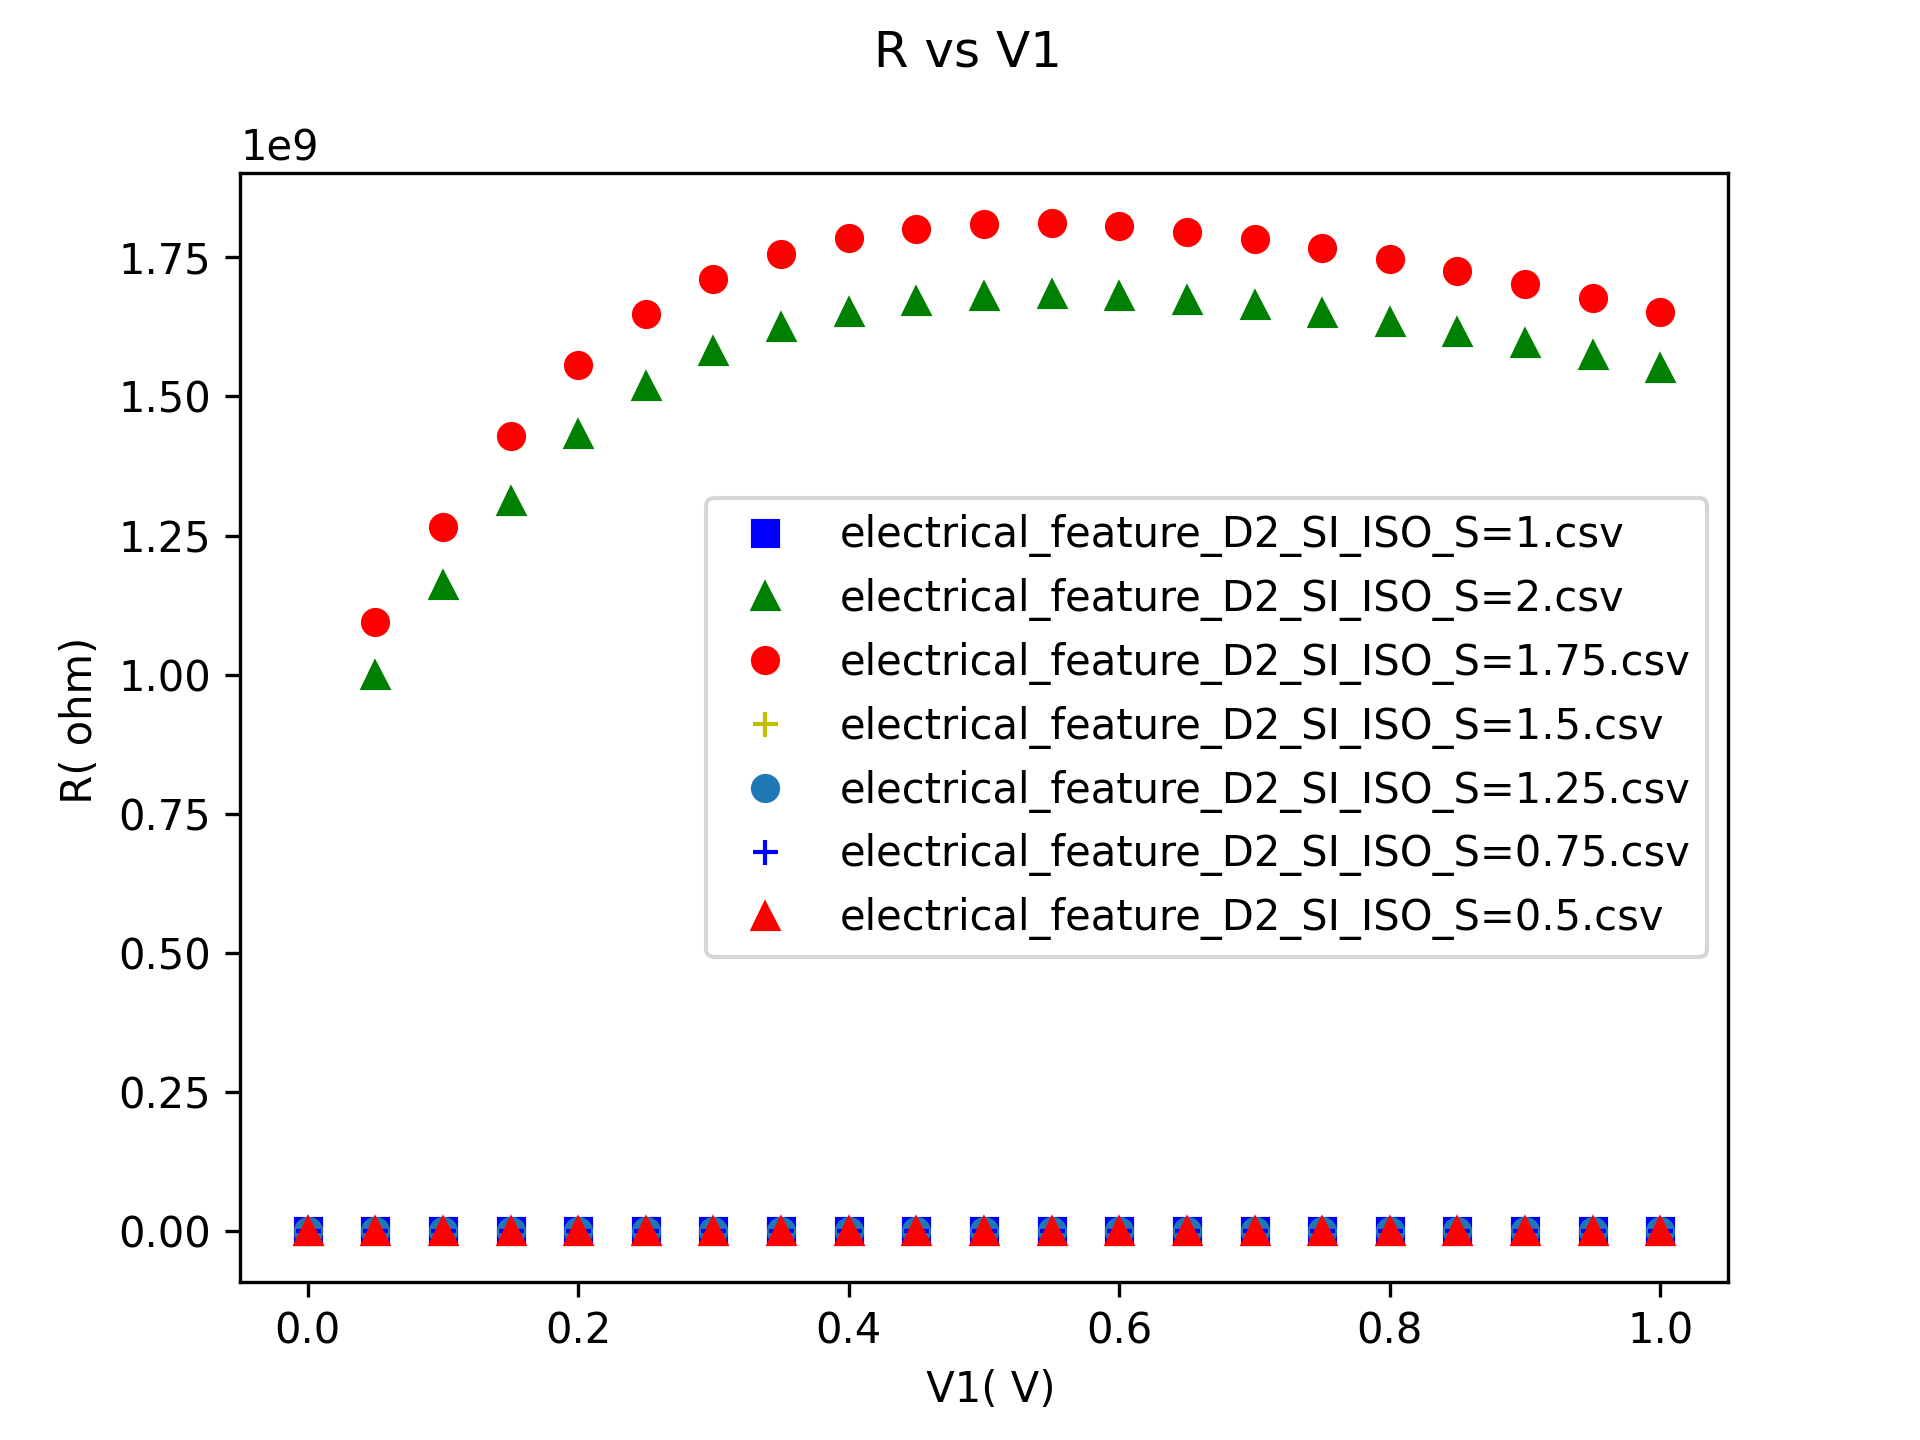 R vs V1
1e9
1.75
1.50
1.25
1.00
0.75
0.50
0.25
0.00
R( ohm)
electrical_feature_D2_SI_ISO_S=1.csv
electrical_feature_D2_SI_ISO_S=2.csv
electrical_feature_D2_SI_ISO_S=1.75.csv
electrical_feature_D2_SI_ISO_S=1.5.csv
electrical_feature_D2_SI_ISO_S=1.25.csv
electrical_feature_D2_SI_ISO_S=0.75.csv
electrical_feature_D2_SI_ISO_S=0.5.csv
0.0 0.2 0.4 0.6 0.8 1.0
V1( V)